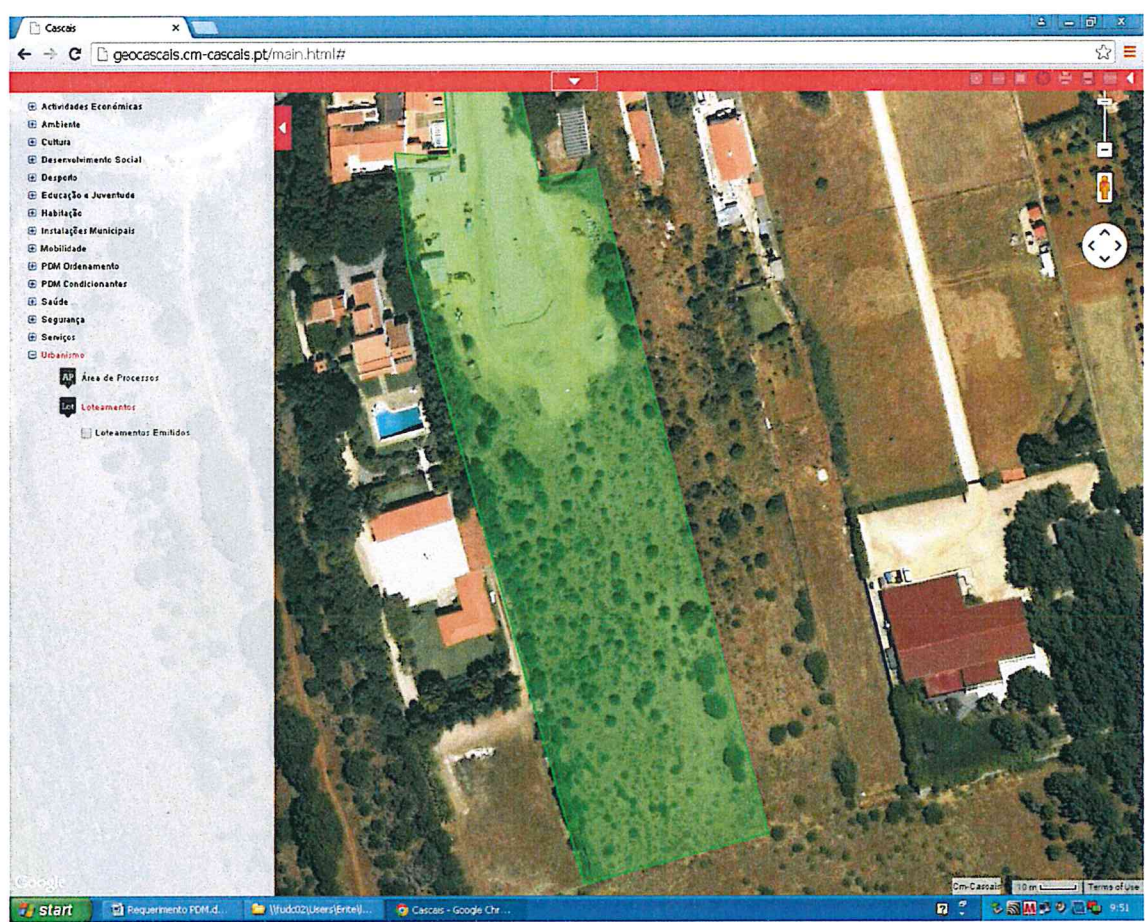 Cascais
geocascais.cm-cascais.pt/main.html#
Actividades Económicas
Ambiente
Cultura
Desenvolvimento Social
Desporto
Educação e Juventude
Habitação
Instalações Municipais
Mobilidade
PDM Ordenamento
PDM Condicionantes
Saúde
Segurança
Serviços
Urbanismo
AP Área de Processos
Lot Loteamentos
Loteamentos Emitidos
Google
Cm-Cascais 10 m Terms of Use
start Requerimento PDM.d... Cascais - Google Chr... 9:51